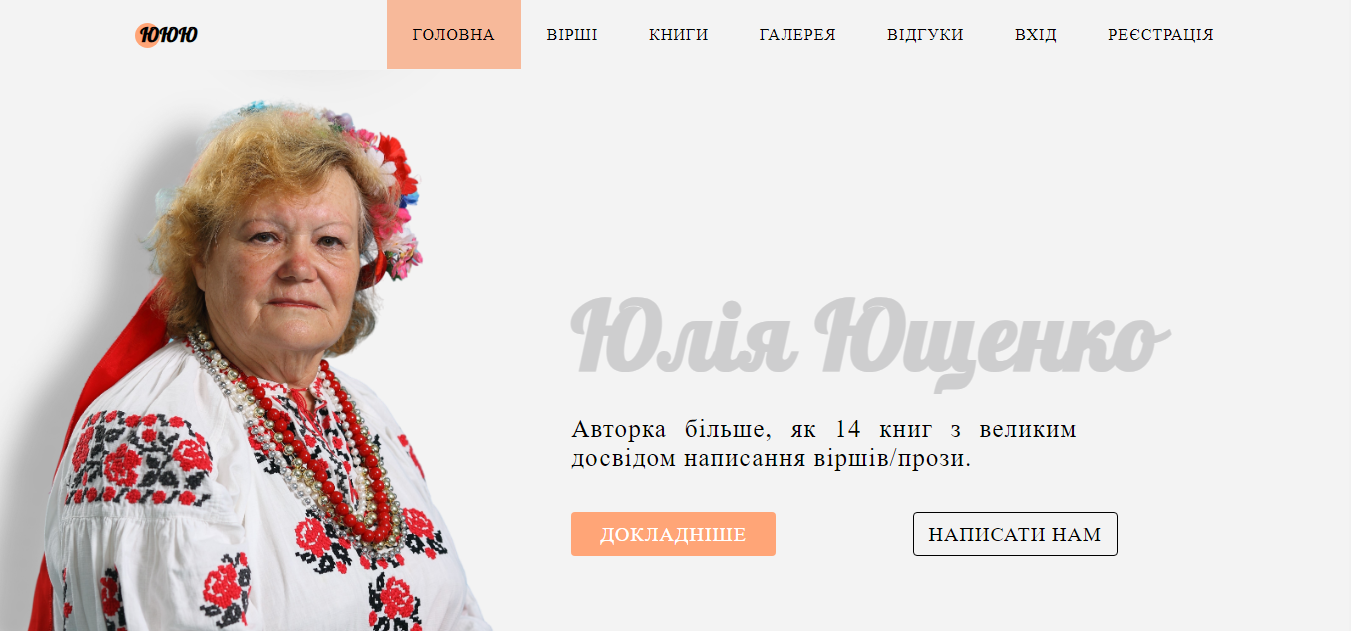 ЮЮЮ
ГОЛОВНА
ВІРШІ
КНИГИ
ГАЛЕРЕЯ
ВІДГУКИ
ВХІД
РЕЄСТРАЦІЯ
Юлія Ющенко
Авторка більше, як 14 книг з великим
досвідом написання віршів/прози.
ДОКЛАДНІШЕ
НАПИСАТИ НАМ